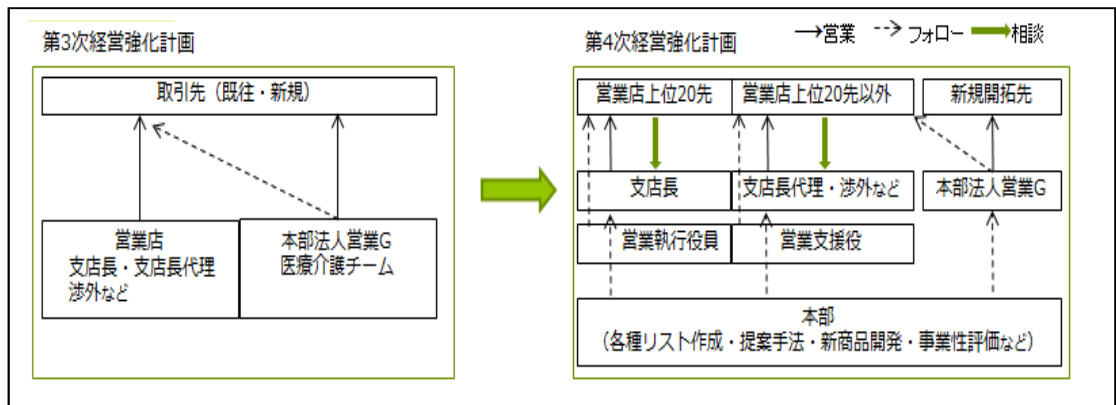 第3次経営強化計画
取引先（既往・新規）
営業店
支店長・支店長代理
渉外など
本部法人営業G
医療介護チーム
第4次経営強化計画
営業
フォロー
相談
営業店上位20先
営業店上位20先以外
新規開拓先
支店長
支店長代理・渉外など
本部法人営業G
営業執行役員
営業支援役
本部
（各種リスト作成・提案手法・新商品開発・事業性評価など）